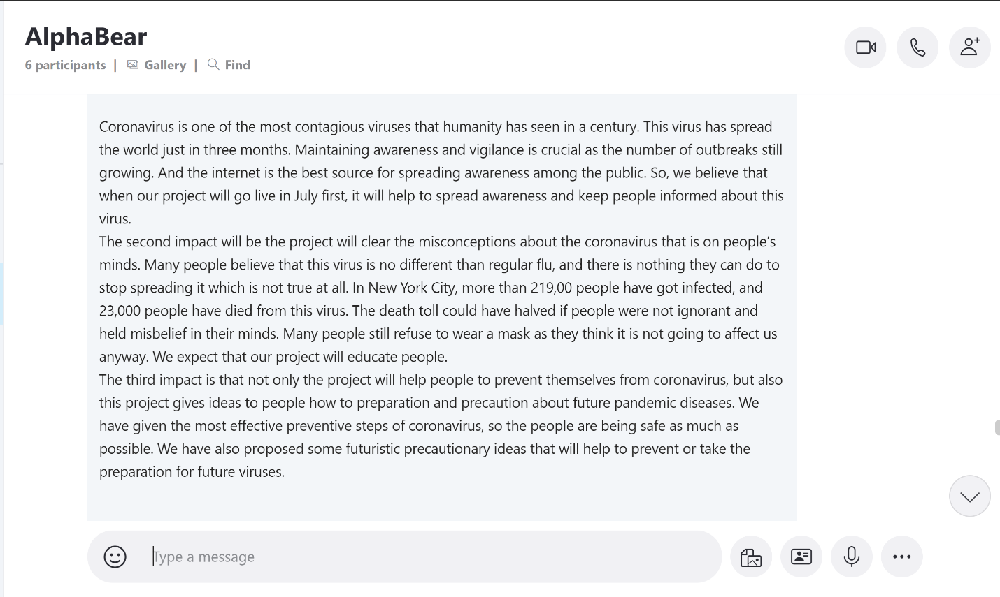 AlphaBear
6 participants | Gallery | Find
Coronavirus is one of the most contagious viruses that humanity has seen in a century. This virus has spread
the world just in three months. Maintaining awareness and vigilance is crucial as the number of outbreaks still
growing. And the internet is the best source for spreading awareness among the public. So, we believe that
when our project will go live in July first, it will help to spread awareness and keep people informed about this
virus.
The second impact will be the project will clear the misconceptions about the coronavirus that is on people's
minds. Many people believe that this virus is no different than regular flu, and there is nothing they can do to
stop spreading it which is not true at all. In New York City, more than 219,00 people have got infected, and
23,000 people have died from this virus. The death toll could have halved if people were not ignorant and
held misbelief in their minds. Many people still refuse to wear a mask as they think it is not going to affect us
anyway. We expect that our project will educate people.
The third impact is that not only the project will help people to prevent themselves from coronavirus, but also
this project gives ideas to people how to preparation and precaution about future pandemic diseases. We
have given the most effective preventive steps of coronavirus, so the people are being safe as much as
possible. We have also proposed some futuristic precautionary ideas that will help to prevent or take the
preparation for future viruses.
Type a message